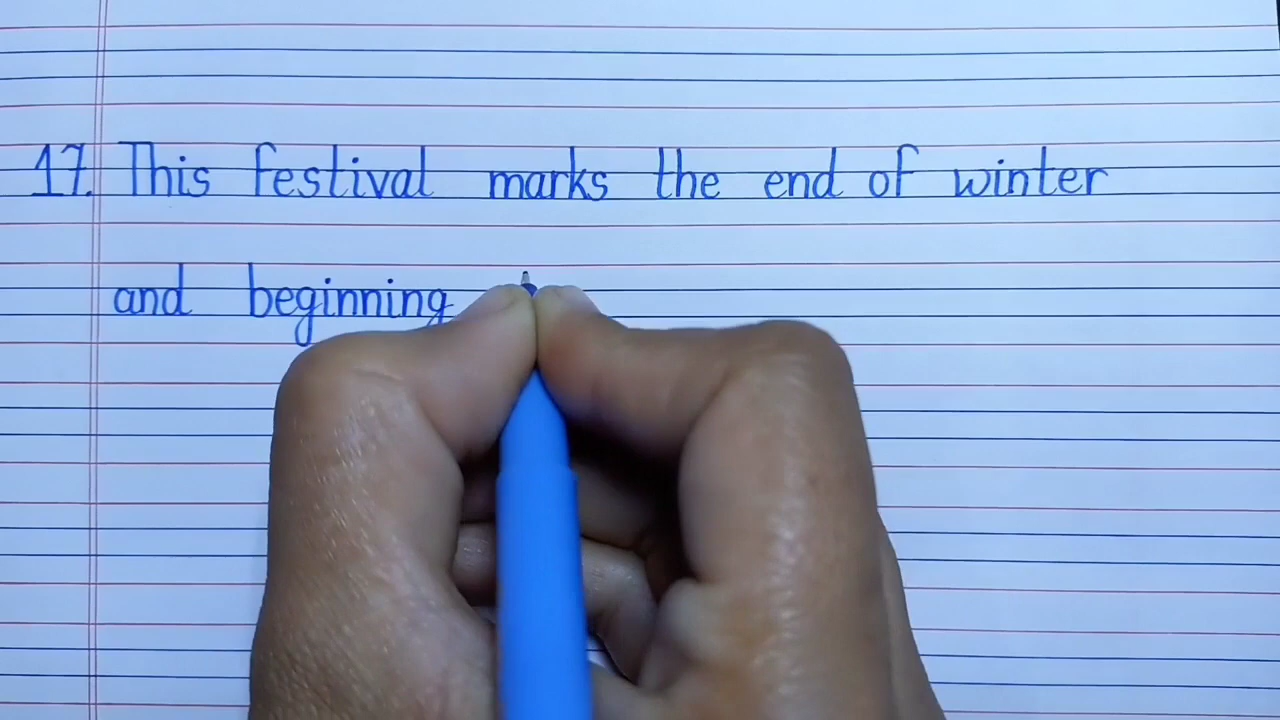 17. This festival marks the end of winter
and beginning